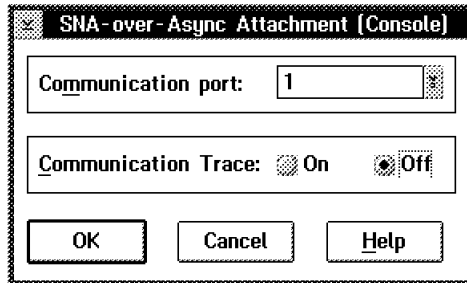 SNA-over-Async Attachment (Console)
Communication port: 1
Communication Trace: On Off
OK Cancel Help